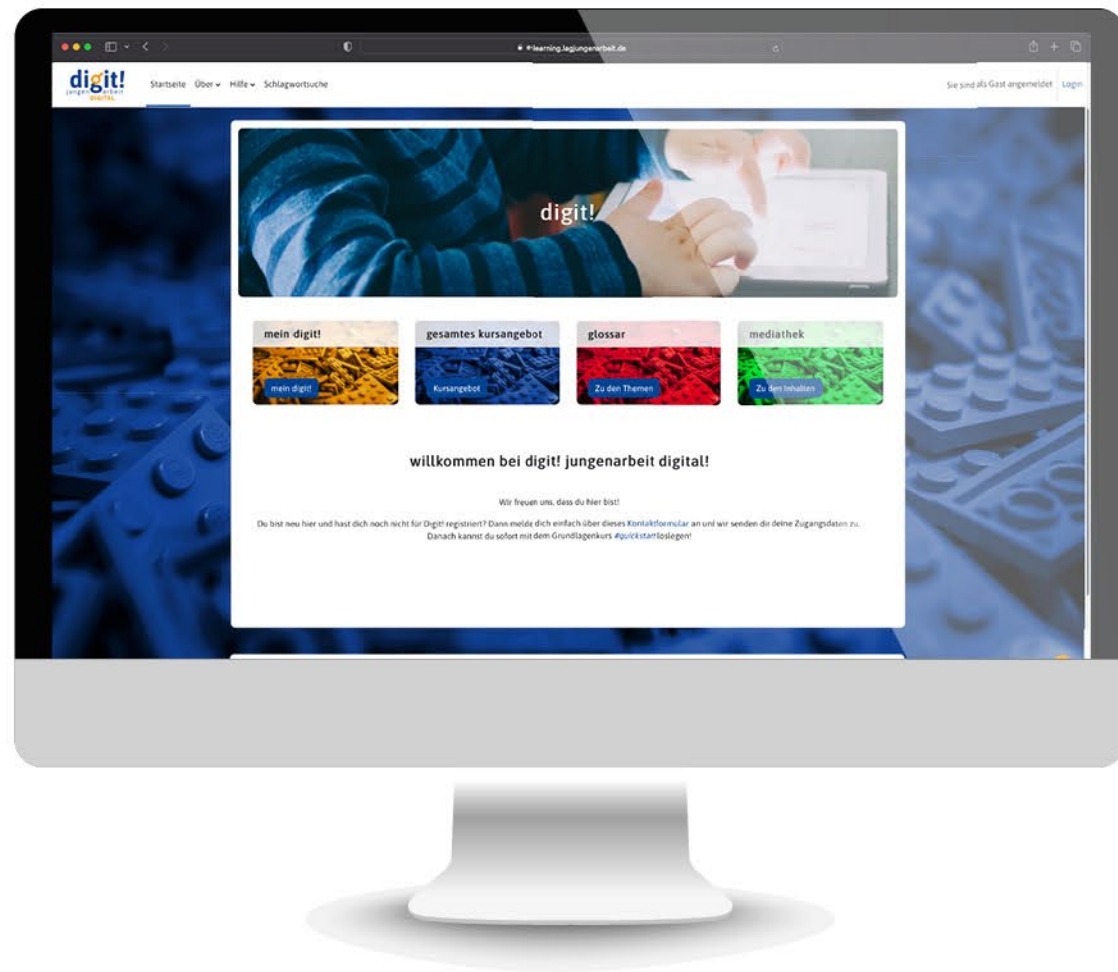 e-learning.lagjungenarbeit.de
digit!
jungen arbeit
DIGITAL
Startseite Über Hilfe Schlagwortsuche
Sie sind als Gast angemeldet Login
digit!
mein digit! gesamtes kursangebot glossar mediathek
mein digit! Kursangebot Zu den Themen Zu den Inhalten
willkommen bei digit! jungenarbeit digital!
Wir freuen uns, dass du hier bist!
Du bist neu hier und hast dich noch nicht für Digit! registriert? Dann melde dich einfach über dieses Kontaktformular an und wir senden dir deine Zugangsdaten zu.
Danach kannst du sofort mit dem Grundlagenkurs #quickstart loslegen!